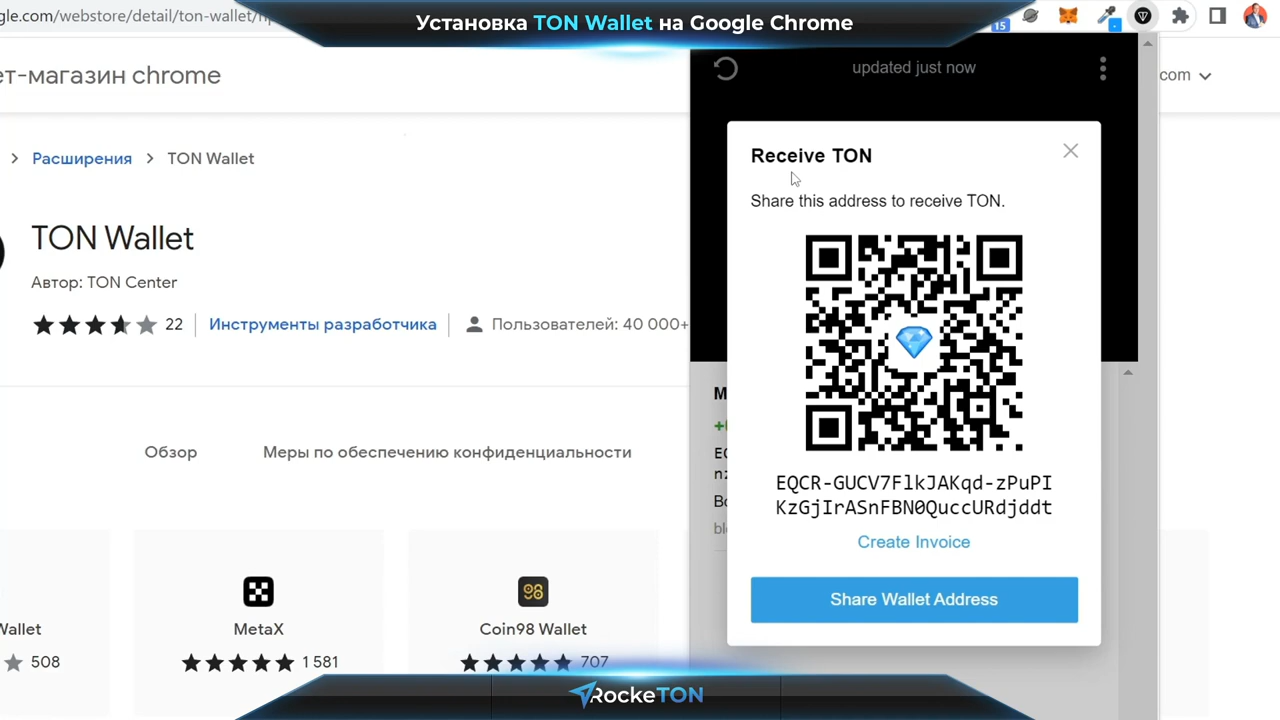 Установка TON Wallet на Google Chrome
gle.com/webstore/detail/ton-wallet/
15
ет-магазин chrome
com
updated just now
Расширения
TON Wallet
TON Wallet
Автор: TON Center
22
Инструменты разработчика
Пользователей: 40 000+
Обзор
Меры по обеспечению конфиденциальности
Receive TON
Share this address to receive TON.
EQCR-GUCV7FlkJAKqd-zPuPI
KzGjIrASnFBN0QuccURdjddt
Create Invoice
Share Wallet Address
Wallet
508
MetaX
1 581
98
Coin98 Wallet
707
RockeTON